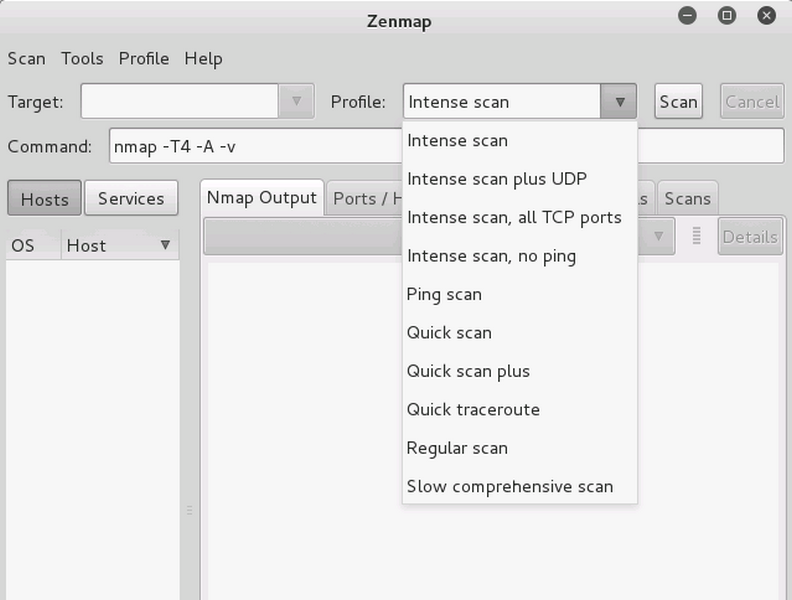 Zenmap
Scan Tools Profile Help
Target: Profile: Intense scan Scan Cancel
Command: nmap -T4 -A -v
Hosts Services Nmap Output Ports / H Scans
OS Host Details
Intense scan
Intense scan plus UDP
Intense scan, all TCP ports
Intense scan, no ping
Ping scan
Quick scan
Quick scan plus
Quick traceroute
Regular scan
Slow comprehensive scan